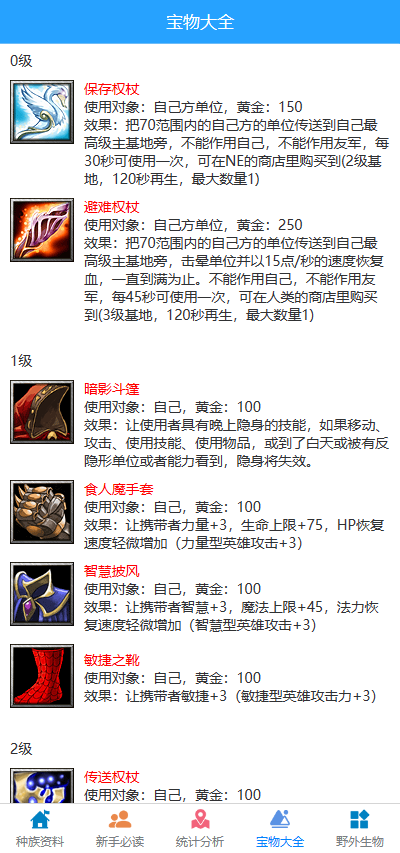 宝物大全
0级
保存权杖
使用对象：自己方单位，黄金：150
效果：把70范围内的自己方的单位传送到自己最
高级主基地旁，不能作用自己，不能作用友军，每
30秒可使用一次，可在NE的商店里购买到(2级基
地，120秒再生，最大数量1)
避难权杖
使用对象：自己方单位，黄金：250
效果：把70范围内的自己方的单位传送到自己最
高级主基地旁，击晕单位并以15点/秒的速度恢复
血，一直到满为止。不能作用自己，不能作用友
军，每45秒可使用一次，可在人类的商店里购买
到(3级基地，120秒再生，最大数量1)
1级
暗影斗篷
使用对象：自己，黄金：100
效果：让使用者具有晚上隐身的技能，如果移动、
攻击、使用技能、使用物品，或到了白天或被有反
隐形单位或者能力看到，隐身将失效。
食人魔手套
使用对象：自己，黄金：100
效果：让携带者力量+3，生命上限+75，HP恢复
速度轻微增加（力量型英雄攻击+3）
智慧披风
使用对象：自己，黄金：100
效果：让携带者智慧+3，魔法上限+45，法力恢
复速度轻微增加（智慧型英雄攻击+3）
敏捷之靴
使用对象：自己，黄金：100
效果：让携带者敏捷+3（敏捷型英雄攻击力+3）
2级
传送权杖
使用对象：自己，黄金：100
种族资料
新手必读
统计分析
宝物大全
野外生物